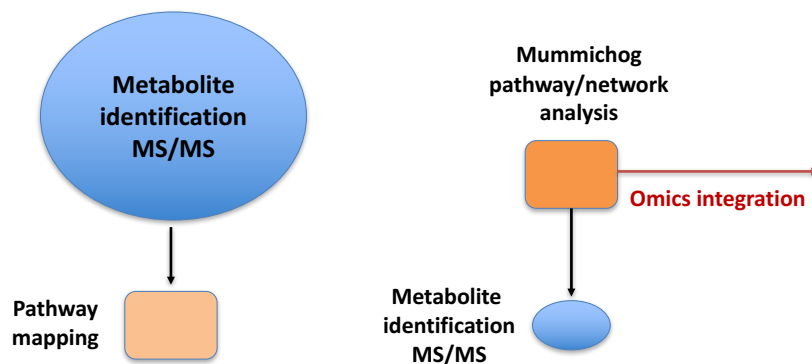 Metabolite
identification
MS/MS
Pathway
mapping
Mummichog
pathway/network
analysis
Omics integration
Metabolite
identification
MS/MS